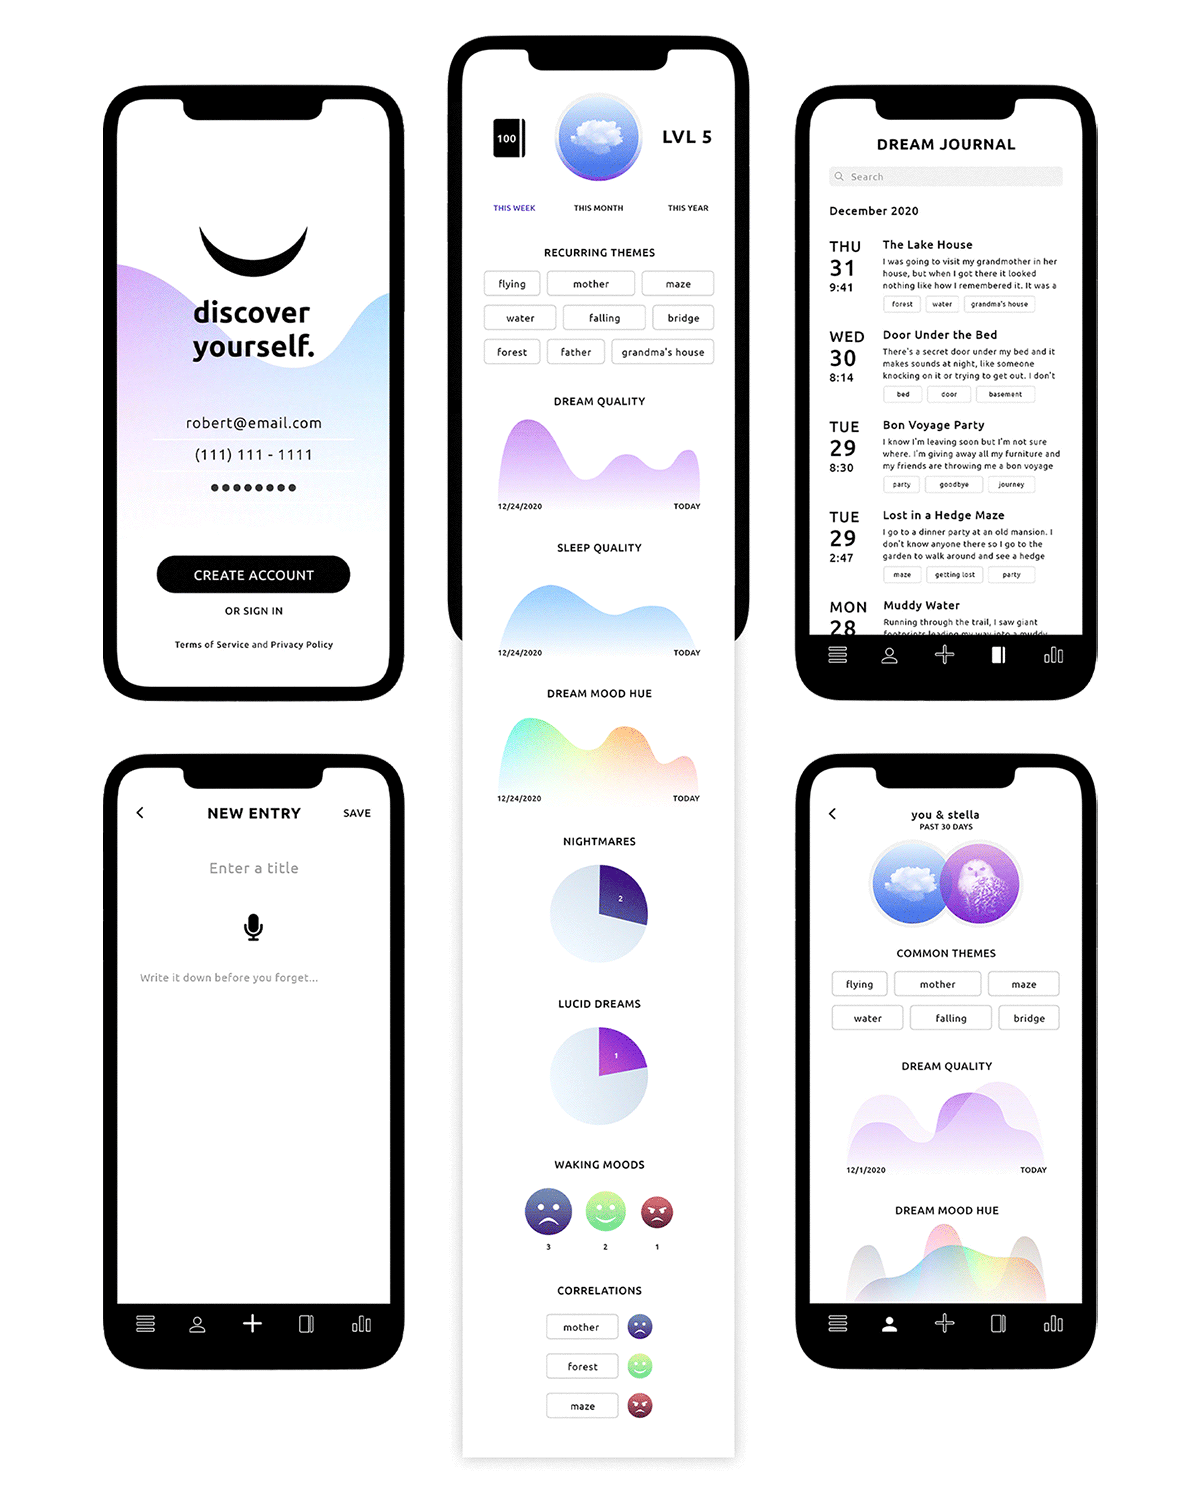 discover
yourself.
robert@email.com
(111) 111 - 1111
CREATE ACCOUNT
OR SIGN IN
Terms of Service and Privacy Policy
100
LVL 5
THIS WEEK THIS MONTH THIS YEAR
RECURRING THEMES
flying mother maze
water falling bridge
forest father grandma's house
DREAM QUALITY
12/24/2020 TODAY
SLEEP QUALITY
12/24/2020 TODAY
DREAM MOOD HUE
12/24/2020 TODAY
NIGHTMARES
2
LUCID DREAMS
1
WAKING MOODS
3 2 1
CORRELATIONS
mother
forest
maze
DREAM JOURNAL
Search
December 2020
THU
31
9:41
The Lake House
I was going to visit my grandmother in her
house, but when I got there it looked
nothing like how I remembered it. It was a
forest water grandma's house
WED
30
8:14
Door Under the Bed
There's a secret door under my bed and it
makes sounds at night, like someone
knocking on it or trying to get out. I don't
bed door basement
TUE
29
8:30
Bon Voyage Party
I know I'm leaving soon but I'm not sure
where. I'm giving away all my furniture and
my friends are throwing me a bon voyage
party goodbye journey
TUE
29
2:47
Lost in a Hedge Maze
I go to a dinner party at an old mansion. I
don't know anyone there so I go to the
garden to walk around and see a hedge
maze getting lost party
MON
28
Muddy Water
Running through the trail, I saw giant
footprints leading my way into a muddy
NEW ENTRY SAVE
Enter a title
Write it down before you forget...
you & stella
PAST 30 DAYS
COMMON THEMES
flying mother maze
water falling bridge
DREAM QUALITY
12/1/2020 TODAY
DREAM MOOD HUE